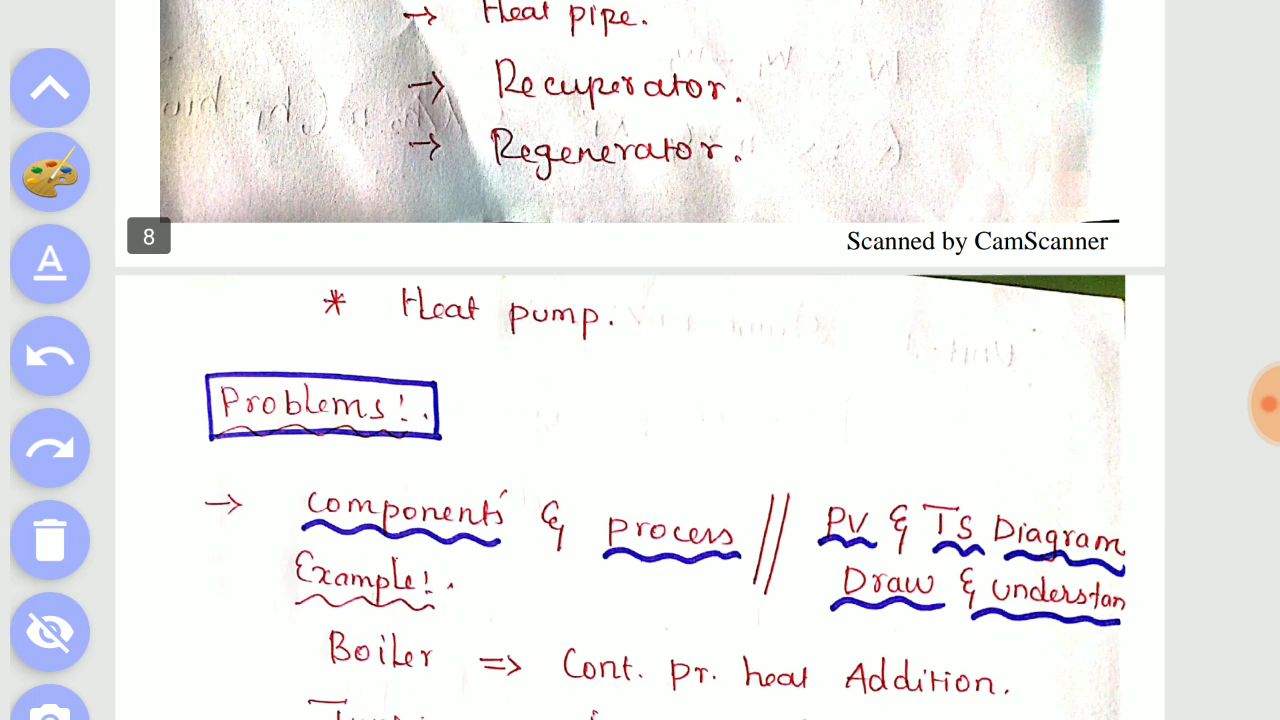 → Heat pipe.
→ Recuperator.
→ Regenerator.
8
Scanned by CamScanner
* Heat pump.
Problems!.
→ Components & process // PV & TS Diagram
Example!. Draw & understan
Boiler => Cont. pr. heat Addition.